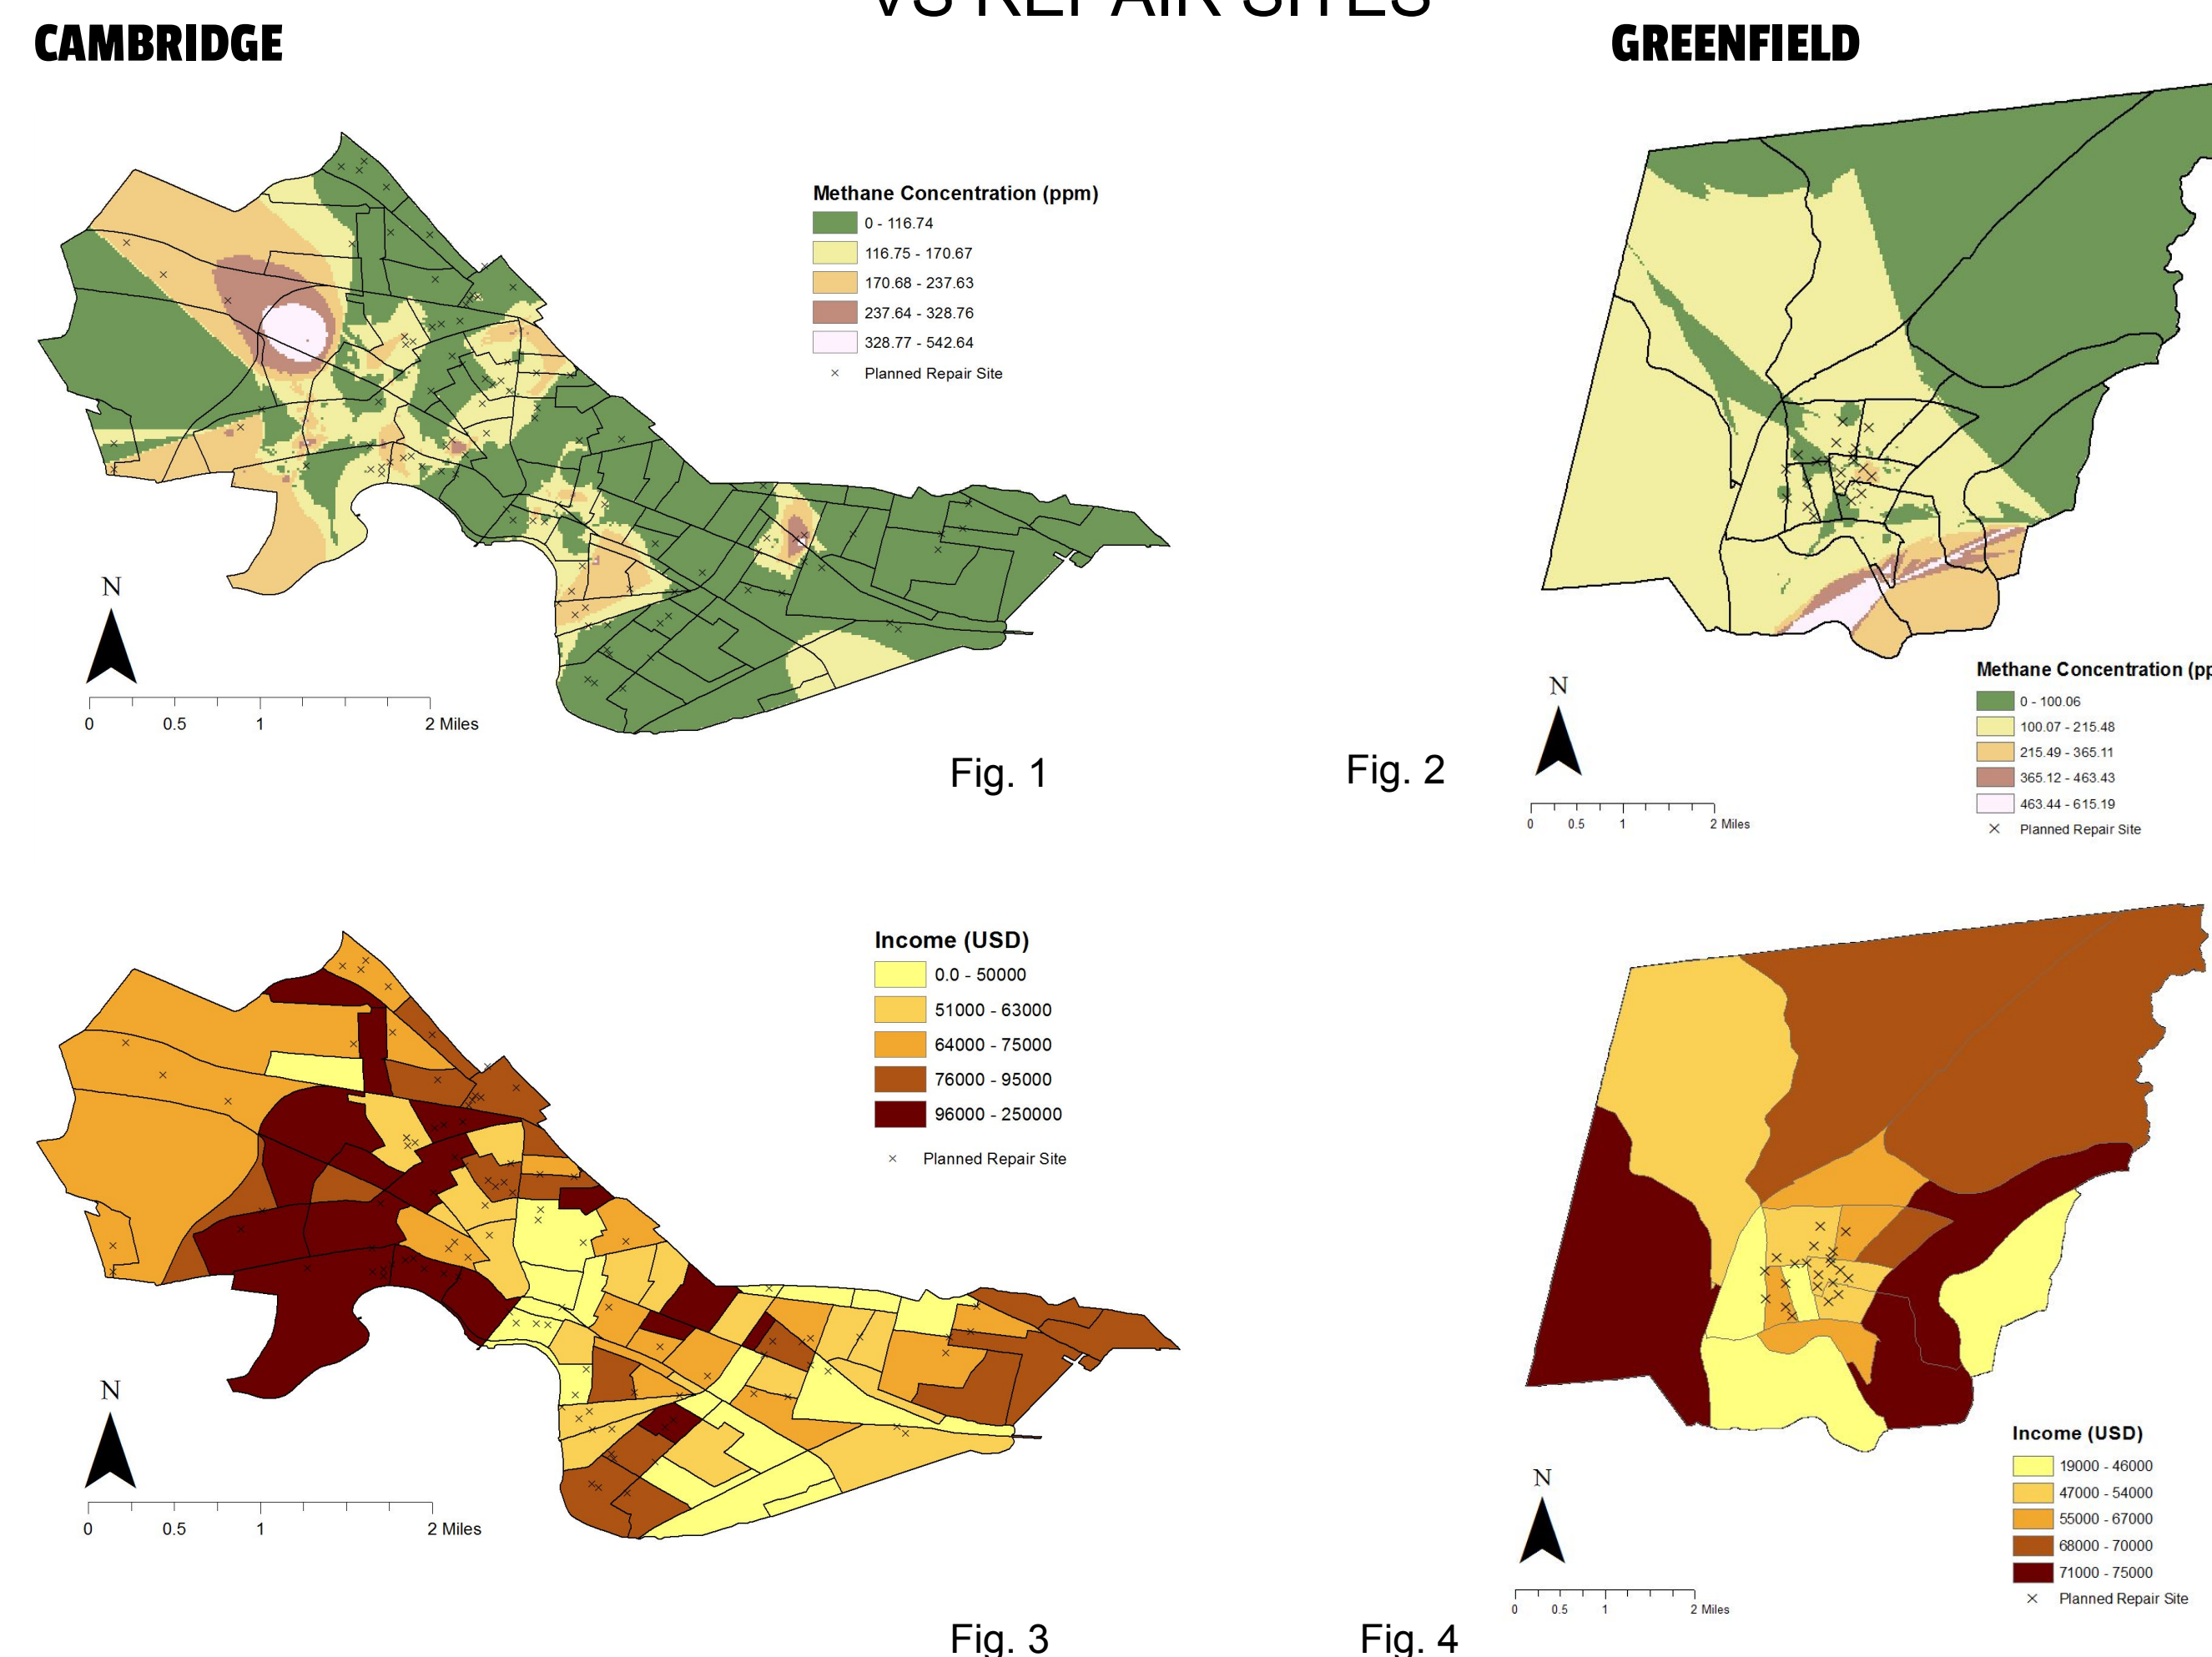 VS REPAIR SITES
CAMBRIDGE
GREENFIELD
Methane Concentration (ppm)
0 - 116.74
116.75 - 170.67
170.68 - 237.63
237.64 - 328.76
328.77 - 542.64
Planned Repair Site
N
0 0.5 1 2 Miles
Fig. 1
Methane Concentration (pp
0 - 100.06
100.07 - 215.48
215.49 - 365.11
365.12 - 463.43
463.44 - 615.19
Planned Repair Site
N
0 0.5 1 2 Miles
Fig. 2
Income (USD)
0.0 - 50000
51000 - 63000
64000 - 75000
76000 - 95000
96000 - 250000
Planned Repair Site
N
0 0.5 1 2 Miles
Fig. 3
Income (USD)
19000 - 46000
47000 - 54000
55000 - 67000
68000 - 70000
71000 - 75000
Planned Repair Site
N
0 0.5 1 2 Miles
Fig. 4